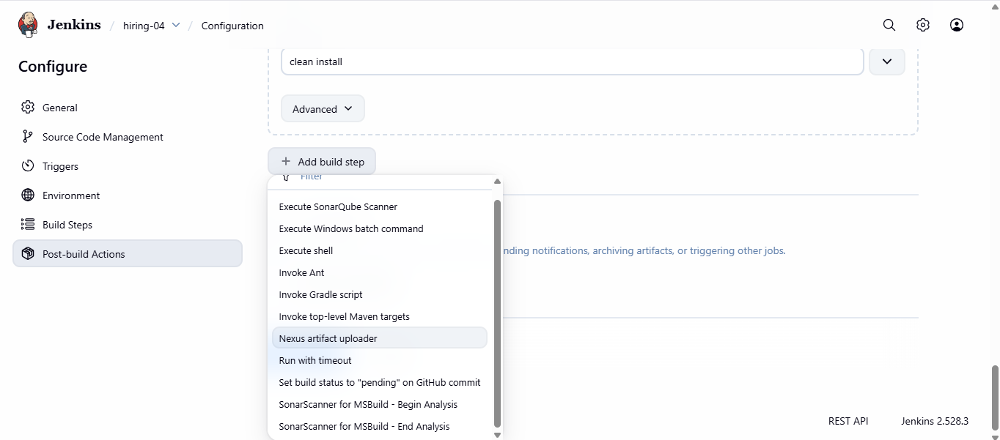 Jenkins / hiring-04 / Configuration
Configure
General
Source Code Management
Triggers
Environment
Build Steps
Post-build Actions
clean install
Advanced
+ Add build step
Filter
Execute SonarQube Scanner
Execute Windows batch command
Execute shell
Invoke Ant
Invoke Gradle script
Invoke top-level Maven targets
Nexus artifact uploader
Run with timeout
Set build status to "pending" on GitHub commit
SonarScanner for MSBuild - Begin Analysis
SonarScanner for MSBuild - End Analysis
nding notifications, archiving artifacts, or triggering other jobs.
REST API Jenkins 2.528.3